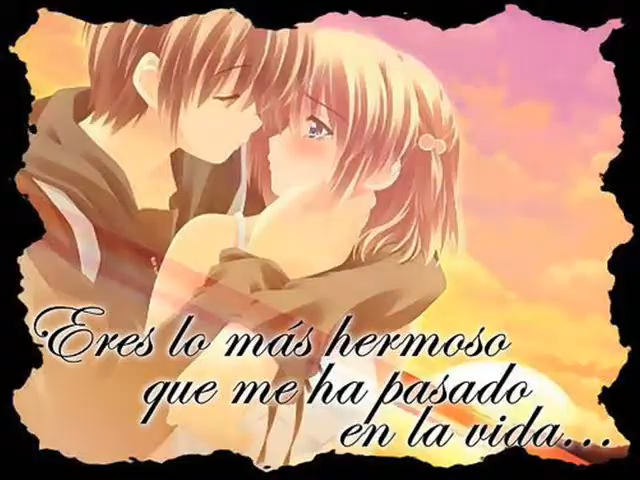 Eres lo más hermoso
que me ha pasado
en la vida...